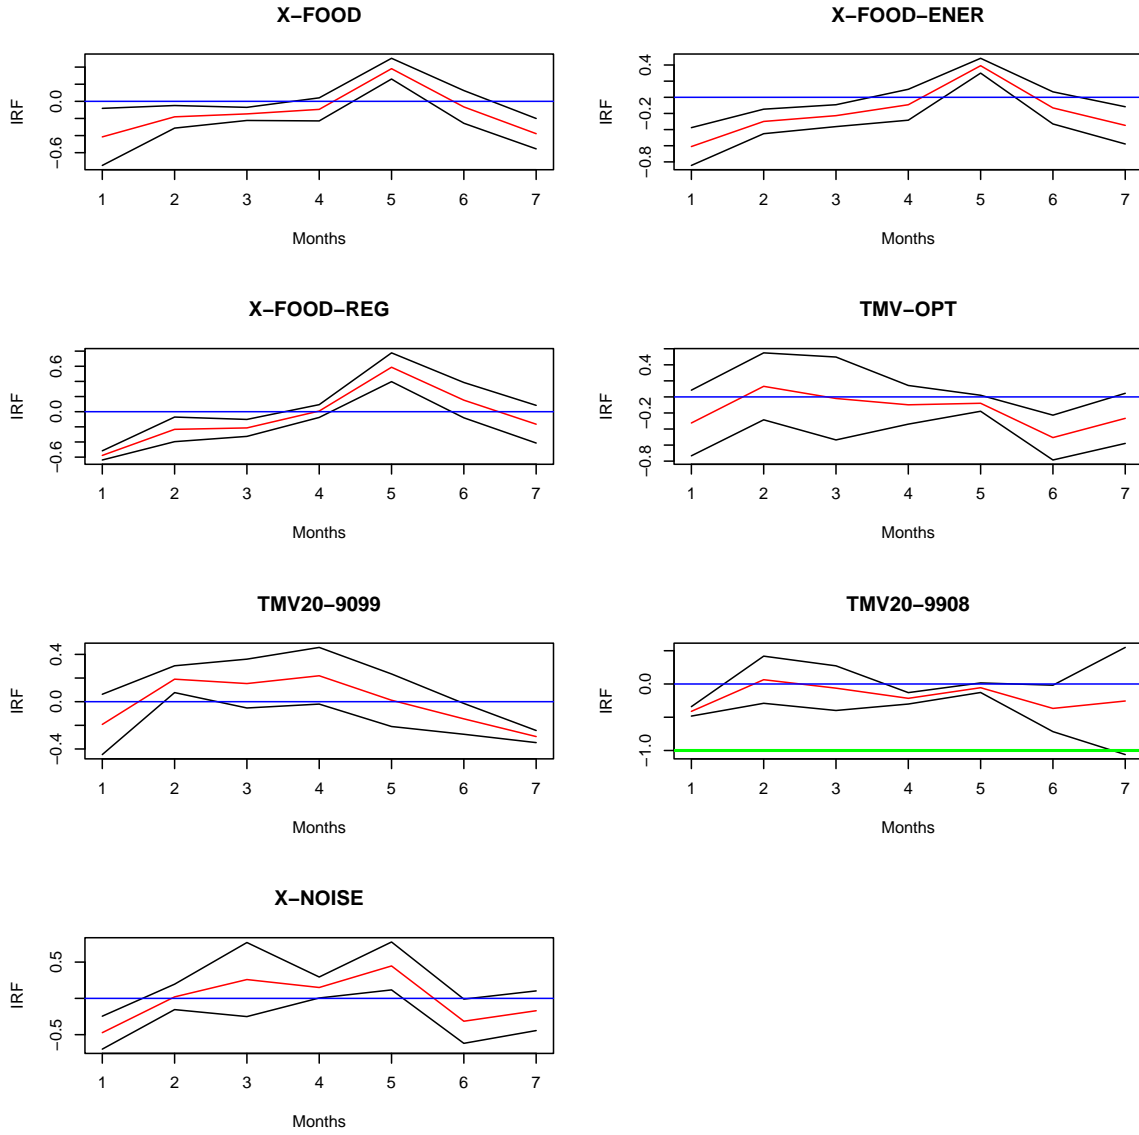 X−FOOD
IRF
−0.6 0.0
1 2 3 4 5 6 7
Months
X−FOOD−ENER
IRF
−0.8 −0.2 0.4
1 2 3 4 5 6 7
Months
X−FOOD−REG
IRF
−0.6 0.0 0.6
1 2 3 4 5 6 7
Months
TMV−OPT
IRF
−0.8 −0.2 0.4
1 2 3 4 5 6 7
Months
TMV20−9099
IRF
−0.4 0.0 0.4
1 2 3 4 5 6 7
Months
TMV20−9908
IRF
−1.0 0.0
1 2 3 4 5 6 7
Months
X−NOISE
IRF
−0.5 0.5
1 2 3 4 5 6 7
Months